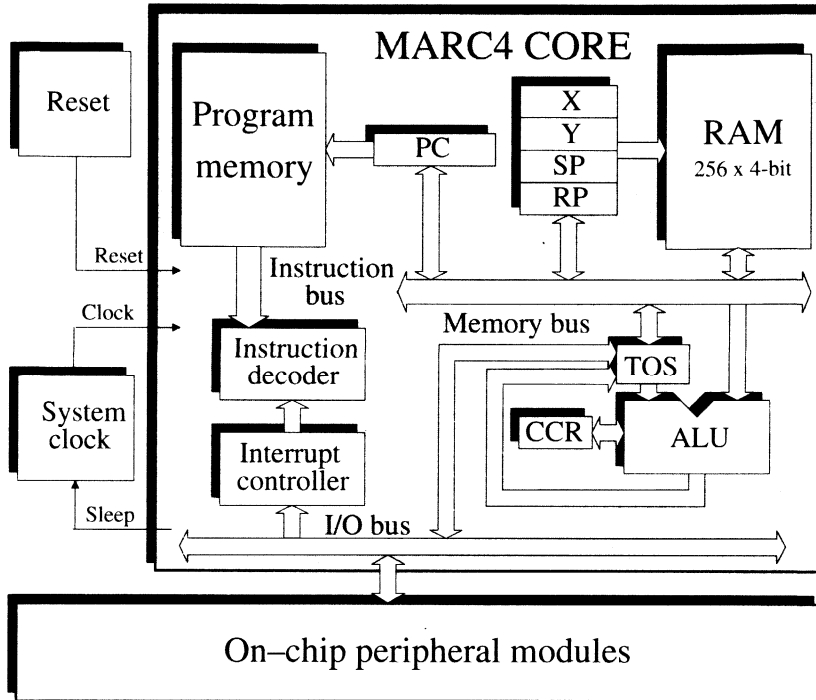 MARC4 CORE
Reset
Program
memory
PC
X
Y
SP
RP
RAM
256 x 4-bit
Reset
Instruction
bus
Clock
Memory bus
Instruction
decoder
TOS
System
clock
CCR
ALU
Interrupt
controller
Sleep
I/O bus
On–chip peripheral modules